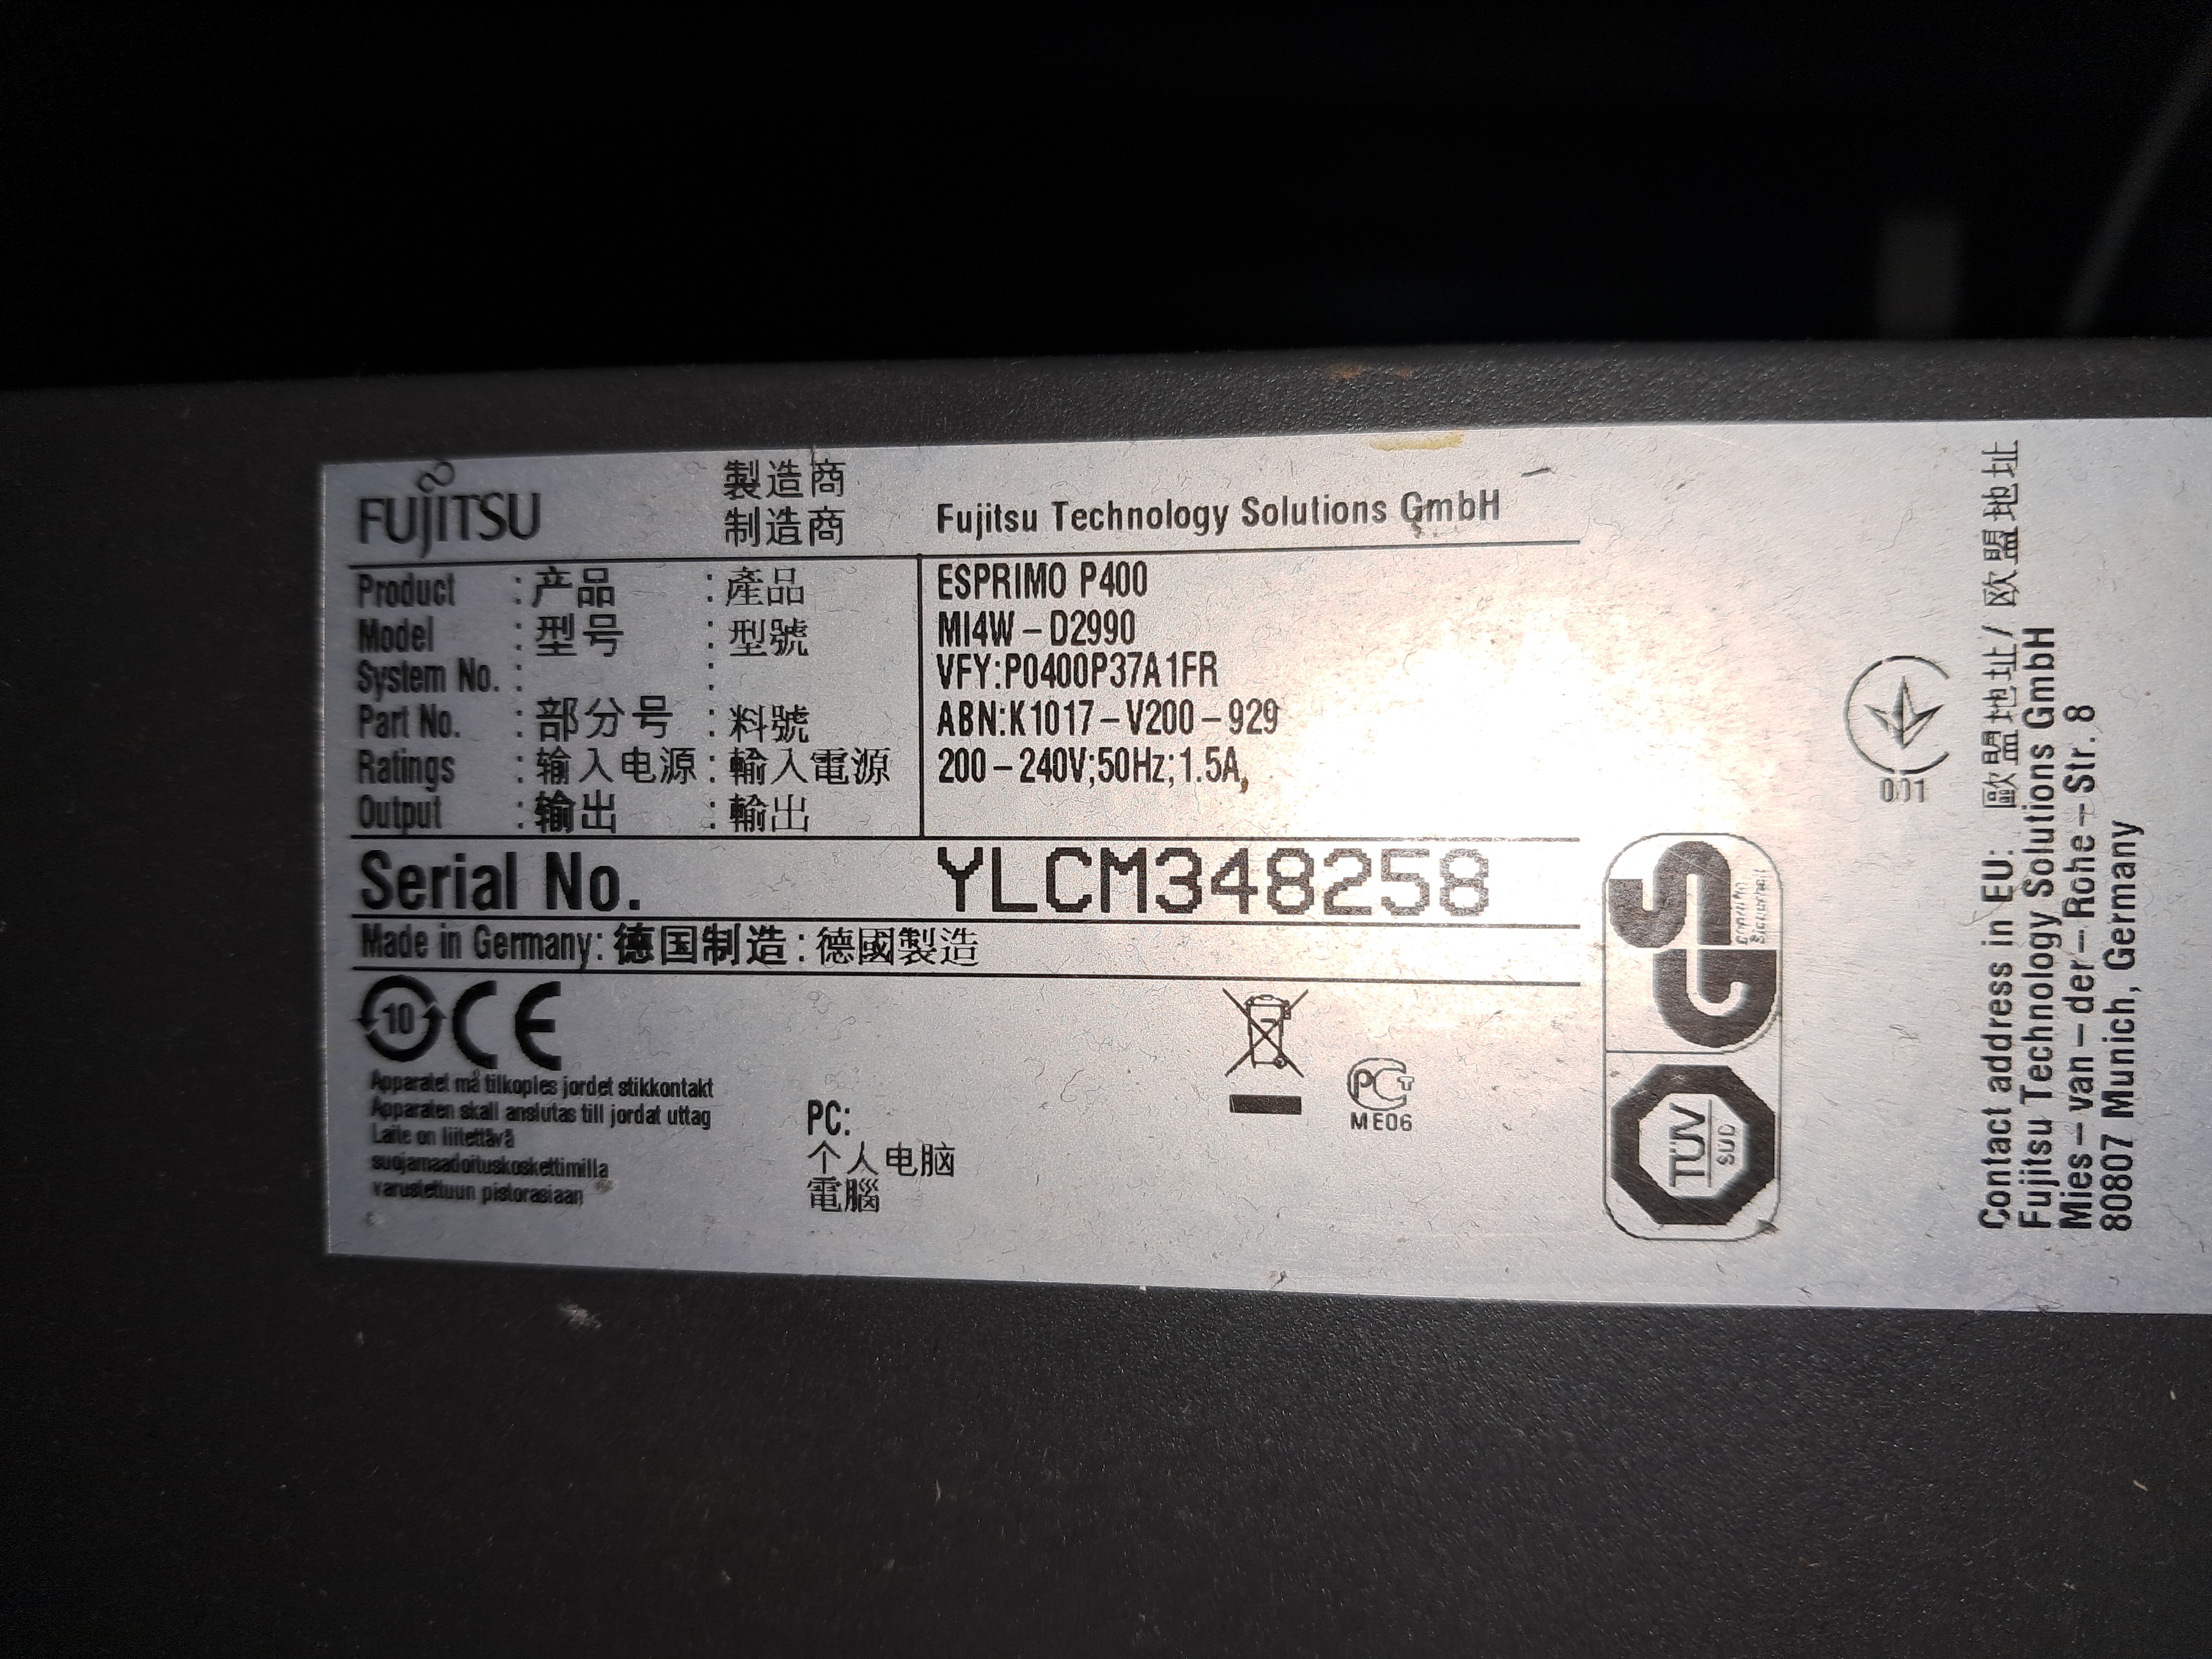 FUJITSU 製造商
制造商 Fujitsu Technology Solutions GmbH
Product : 产品 : 產品 ESPRIMO P400
Model : 型号 : 型號 MI4W-D2990
System No. : : VFY:P0400P37A1FR
Part No. : 部分号 : 料號 ABN:K1017-V200-929
Ratings : 输入电源 : 輸入電源 200-240V;50Hz;1.5A,
Output : 输出 : 輸出
Serial No. YLCM348258
Made in Germany: 德国制造 : 德國製造
10 CE
Apparatet må tilkoples jordet stikkontakt
Apparaten skall anslutas till jordat uttag
Laite on liitettävä
suojamaadoituskoskettimilla
varustettuun pistorasiaan
PC:
个人电脑
電腦
PCT
ME06
GS
geprüfte
Sicherheit
TÜV
SÜD
001
Contact address in EU: 歐盟地址/欧盟地址
Fujitsu Technology Solutions GmbH
Mies-van-der-Rohe-Str. 8
80807 Munich, Germany